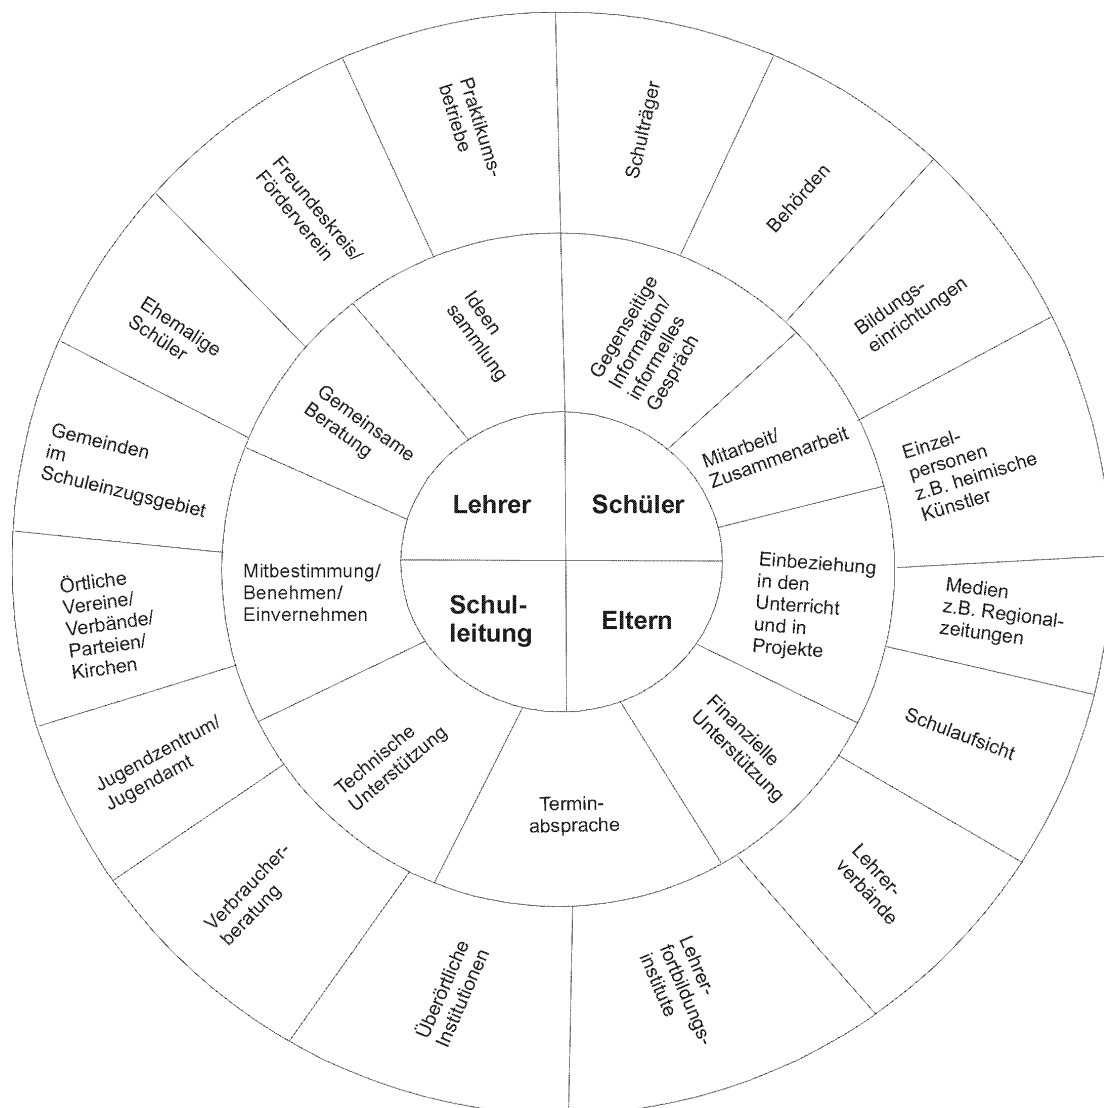 Praktikums-
betriebe
Schulträger
Behörden
Bildungs-
einrichtungen
Einzel-
personen
z.B. heimische
Künstler
Medien
z.B. Regional-
zeitungen
Schulaufsicht
Lehrer-
verbände
Lehrer-
fortbildungs-
institute
Überörtliche
Institutionen
Verbraucher-
beratung
Jugendzentrum/
Jugendamt
Örtliche
Vereine/
Verbände/
Parteien/
Kirchen
Gemeinden
im
Schuleinzugsgebiet
Ehemalige
Schüler
Freundeskreis/
Förderverein
Ideen
sammlung
Gegenseitige
Information/
informelles
Gespräch
Mitarbeit/
Zusammenarbeit
Einbeziehung
in den
Unterricht
und in
Projekte
Finanzielle
Unterstützung
Termin-
absprache
Technische
Unterstützung
Mitbestimmung/
Benehmen/
Einvernehmen
Gemeinsame
Beratung
Lehrer
Schüler
Schul-
leitung
Eltern